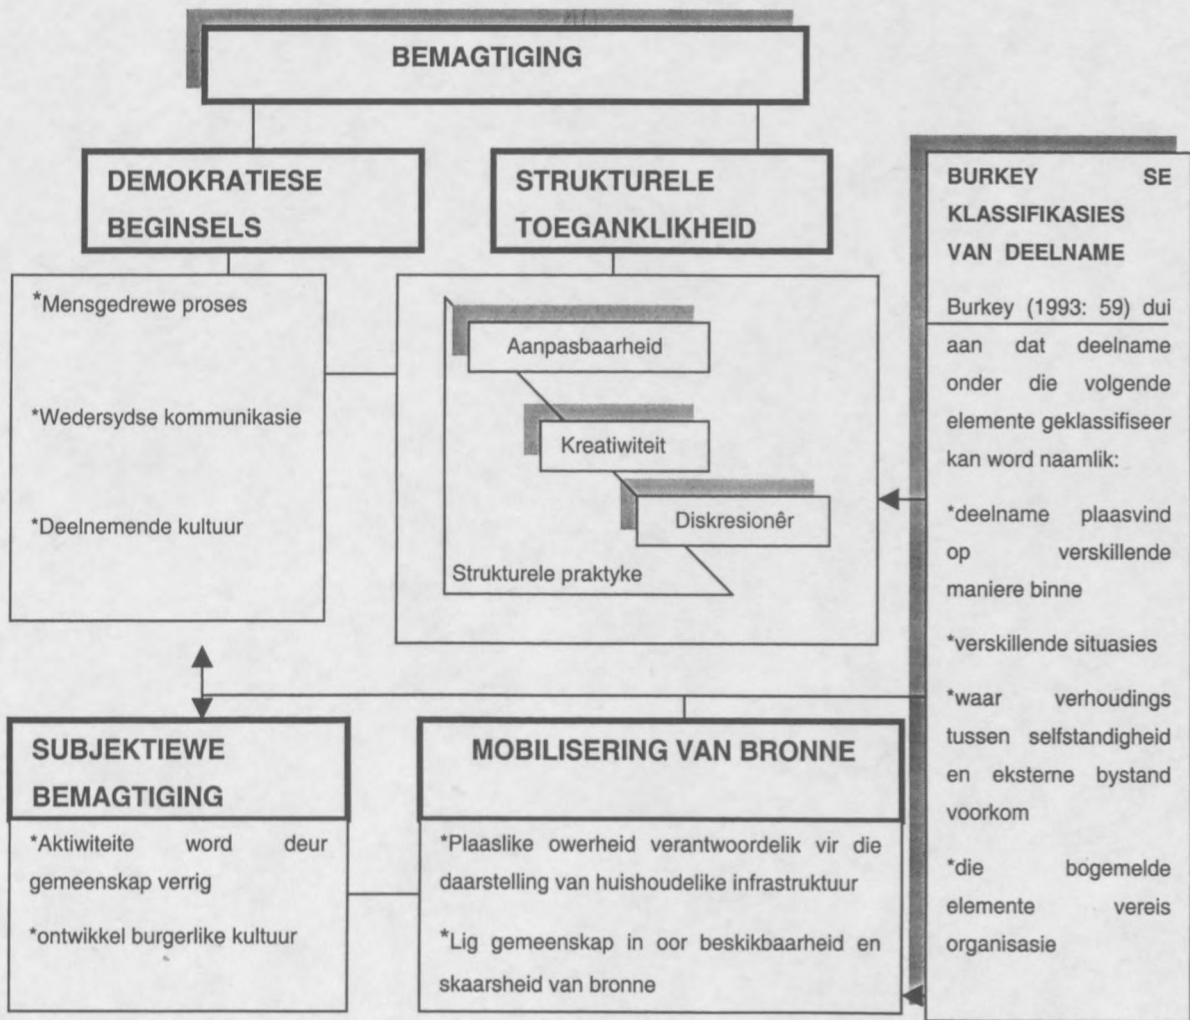 BEMAGTIGING
DEMOKRATIESE
BEGINSELS
STRUKTURELE
TOEGANKLIKHEID
*Mensgedrewe proses
*Wedersydse kommunikasie
*Deelnemende kultuur
Aanpasbaarheid
Kreatiwiteit
Diskresionêr
Strukturele praktyke
SUBJEKTIEWE
BEMAGTIGING
*Aktiwiteite word deur
gemeenskap verrig
*ontwikkel burgerlike kultuur
MOBILISERING VAN BRONNE
*Plaaslike owerheid verantwoordelik vir die
daarstelling van huishoudelike infrastruktuur
*Lig gemeenskap in oor beskikbaarheid en
skaarsheid van bronne
BURKEY SE
KLASSIFIKASIES
VAN DEELNAME
Burkey (1993: 59) dui
aan dat deelname
onder die volgende
elemente geklassifiseer
kan word naamlik:
*deelname plaasvind
op verskillende
maniere binne
*verskillende situasies
*waar verhoudings
tussen selfstandigheid
en eksterne bystand
voorkom
*die bogemelde
elemente vereis
organisasie